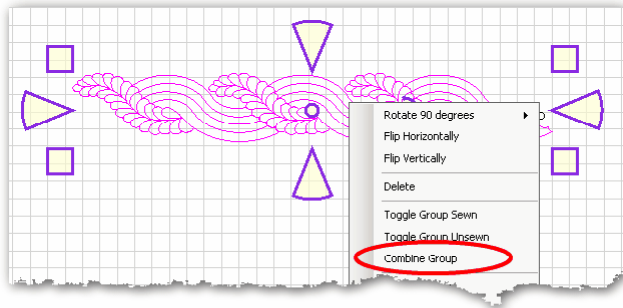 Rotate 90 degrees
Flip Horizontally
Flip Vertically
Delete
Toggle Group Sewn
Toggle Group Unsewn
Combine Group